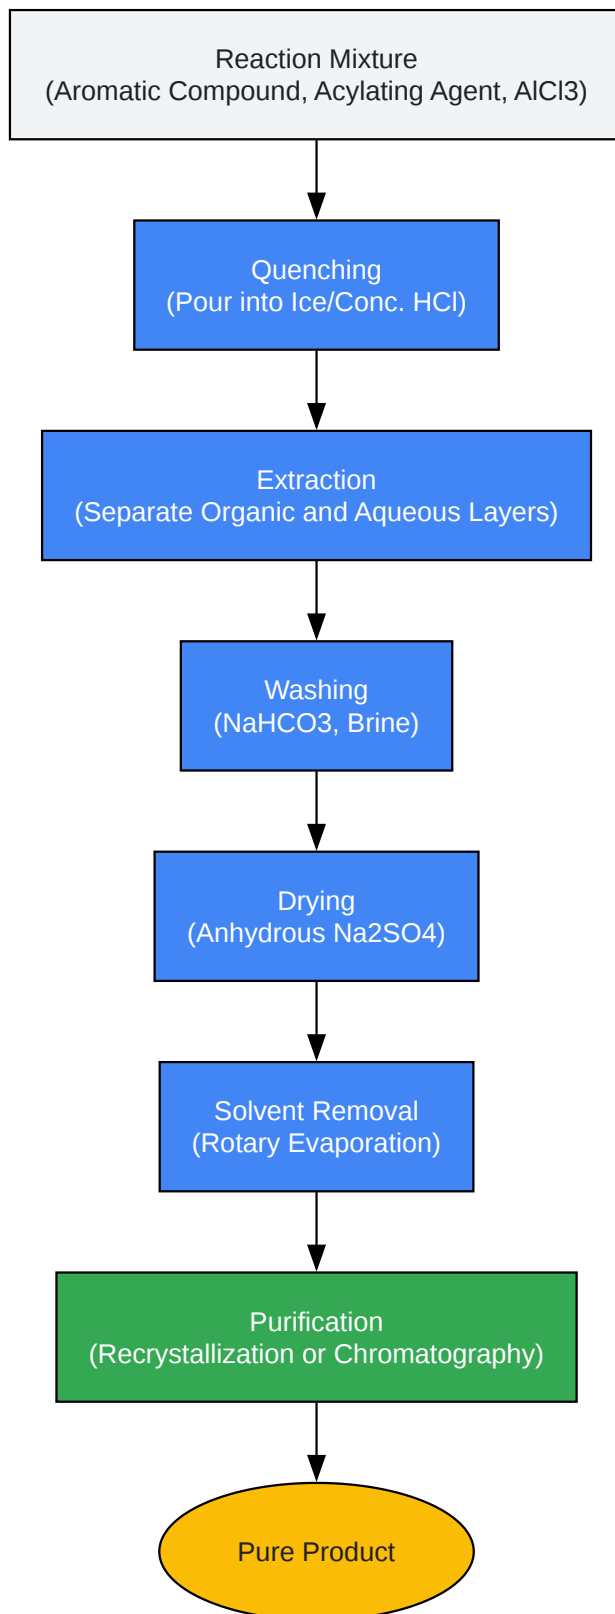 Reaction Mixture
(Aromatic Compound, Acylating Agent, AlCl3)
Quenching
(Pour into Ice/Conc. HCl)
Extraction
(Separate Organic and Aqueous Layers)
Washing
(NaHCO3, Brine)
Drying
(Anhydrous Na2SO4)
Solvent Removal
(Rotary Evaporation)
Purification
(Recrystallization or Chromatography)
Pure Product